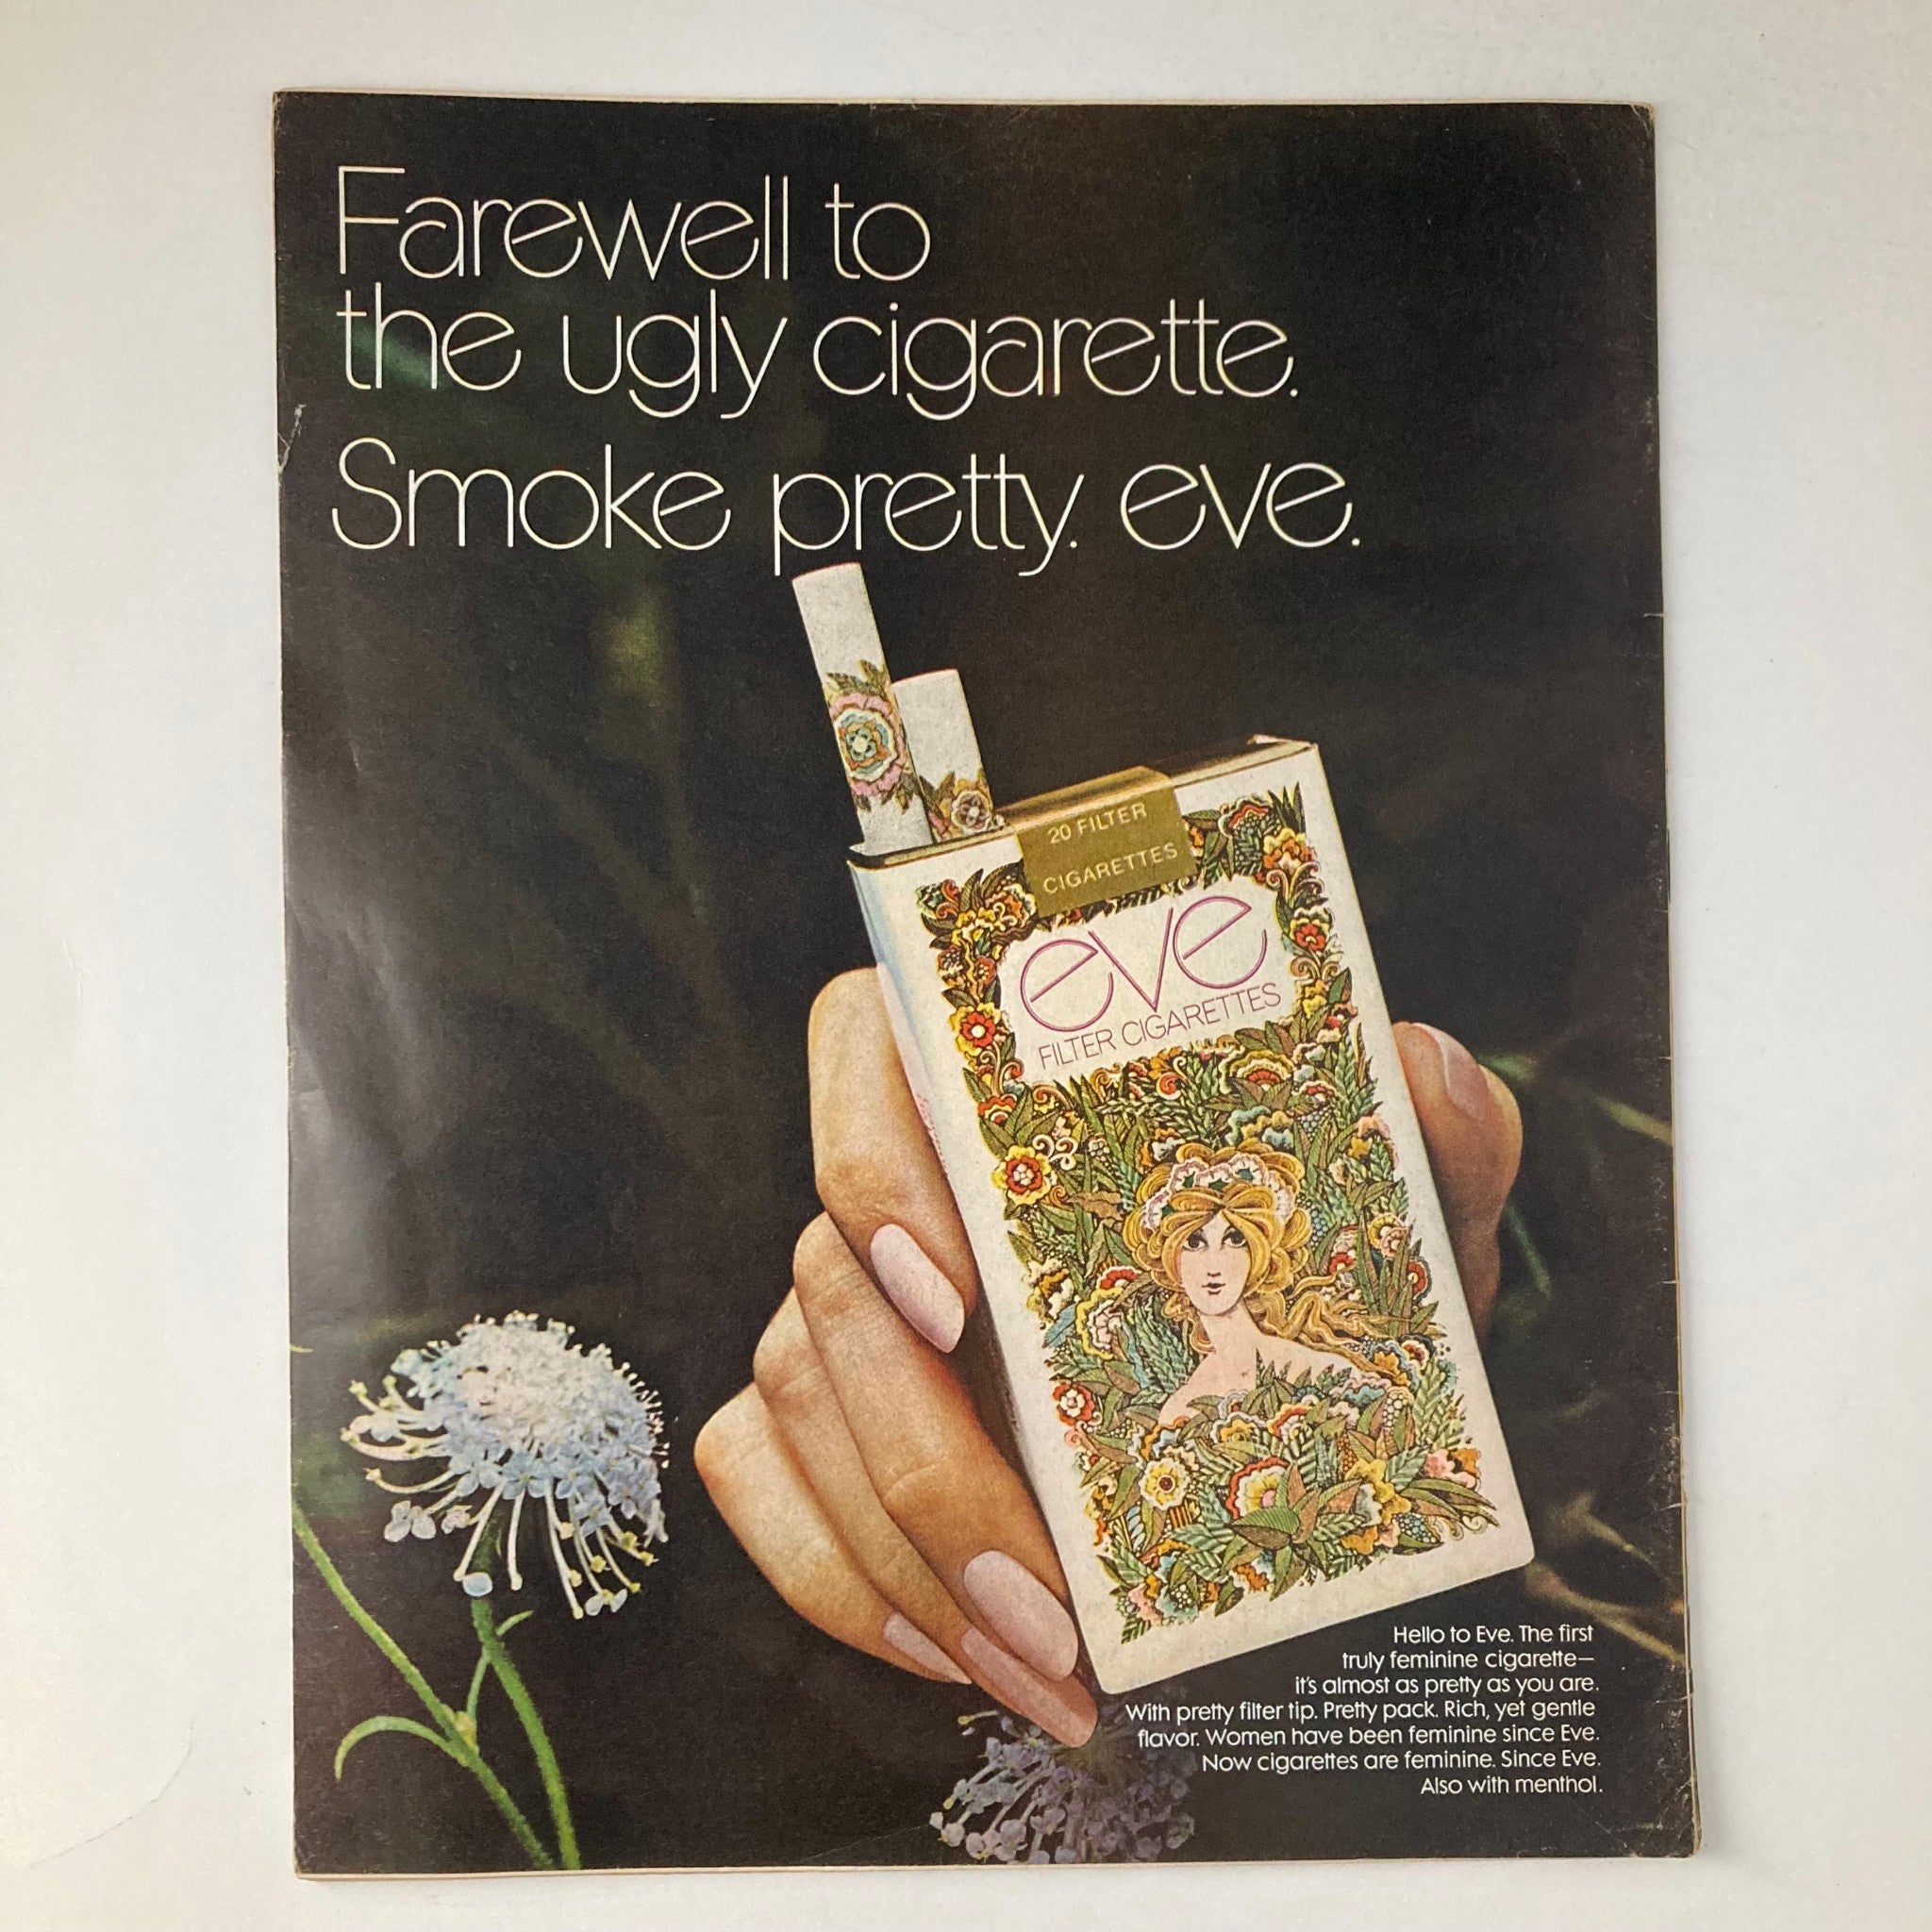 Farewell to
the ugly cigarette.
Smoke pretty. eve.
20 FILTER
CIGARETTES
eve
FILTER CIGARETTES
Hello to Eve. The first
truly feminine cigarette—
it's almost as pretty as you are.
With pretty filter tip. Pretty pack. Rich, yet gentle
flavor. Women have been feminine since Eve.
Now cigarettes are feminine. Since Eve.
Also with menthol.